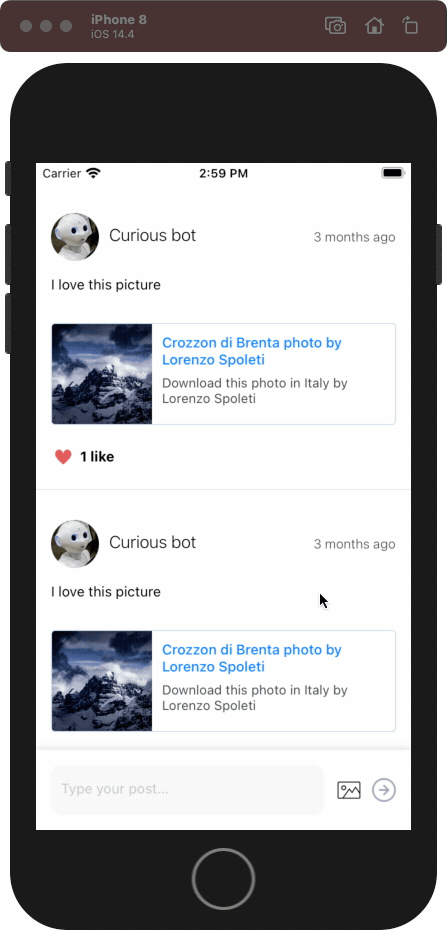 iPhone 8
iOS 14.4
Carrier 2:59 PM
Curious bot 3 months ago
I love this picture
Crozzon di Brenta photo by
Lorenzo Spoleti
Download this photo in Italy by
Lorenzo Spoleti
1 like
Curious bot 3 months ago
I love this picture
Crozzon di Brenta photo by
Lorenzo Spoleti
Download this photo in Italy by
Lorenzo Spoleti
Type your post...